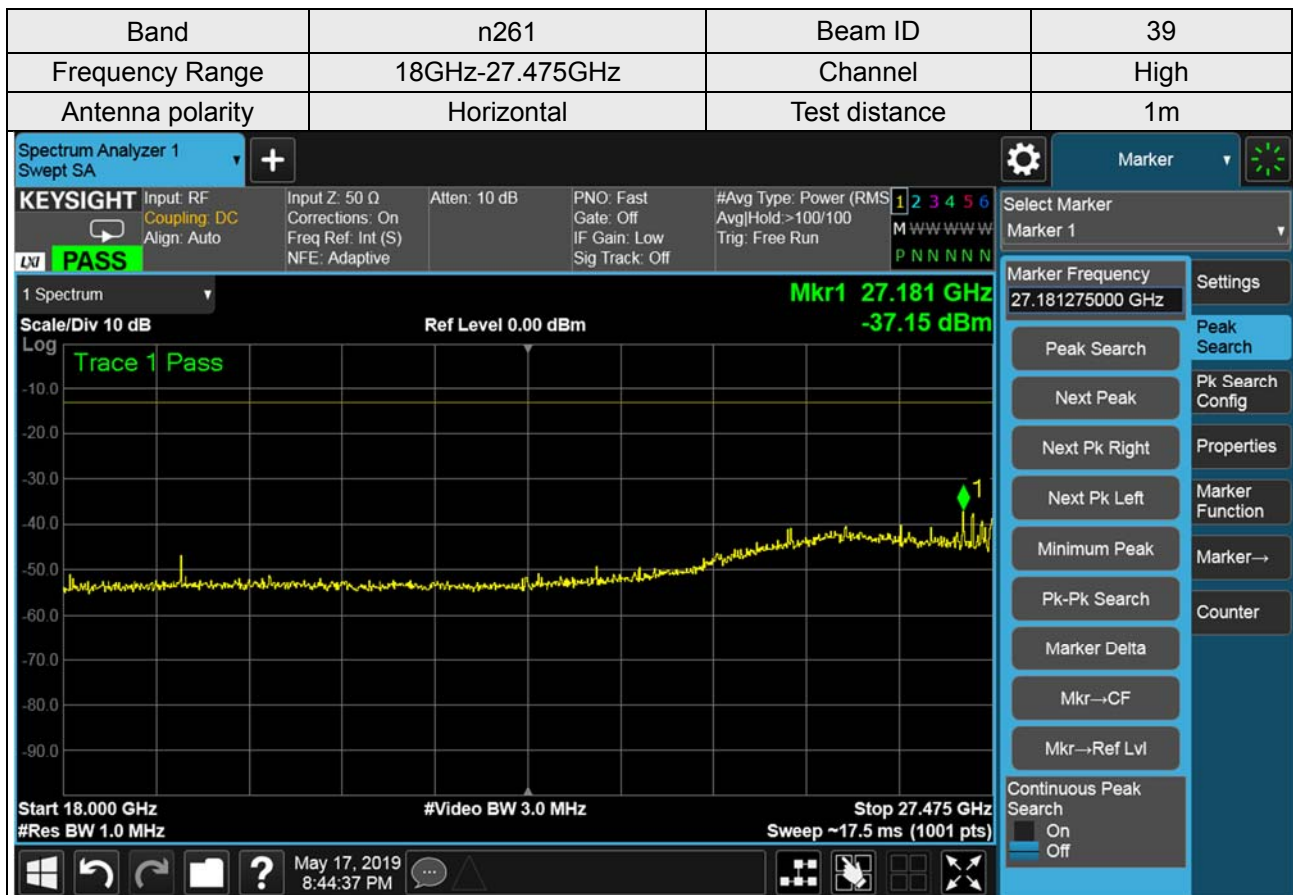 Band n261 Beam ID 39
Frequency Range 18GHz-27.475GHz Channel High
Antenna polarity Horizontal Test distance 1m
Spectrum Analyzer 1
Swept SA
+
Marker
KEYSIGHT
LXI PASS
Input: RF
Coupling: DC
Align: Auto
Input Z: 50 Ω
Corrections: On
Freq Ref: Int (S)
NFE: Adaptive
Atten: 10 dB
PNO: Fast
Gate: Off
IF Gain: Low
Sig Track: Off
#Avg Type: Power (RMS
Avg|Hold:>100/100
Trig: Free Run
1 2 3 4 5 6
M W W W W W
P N N N N N
Select Marker
Marker 1
1 Spectrum
Scale/Div 10 dB
Ref Level 0.00 dBm
Mkr1 27.181 GHz
-37.15 dBm
Log
Trace 1 Pass
-10.0
-20.0
-30.0
-40.0
-50.0
-60.0
-70.0
-80.0
-90.0
1
Start 18.000 GHz
#Res BW 1.0 MHz
#Video BW 3.0 MHz
Stop 27.475 GHz
Sweep ~17.5 ms (1001 pts)
Marker Frequency
27.181275000 GHz
Peak Search
Next Peak
Next Pk Right
Next Pk Left
Minimum Peak
Pk-Pk Search
Marker Delta
Mkr→CF
Mkr→Ref Lvl
Continuous Peak
Search
On
Off
Settings
Peak
Search
Pk Search
Config
Properties
Marker
Function
Marker→
Counter
?
May 17, 2019
8:44:37 PM